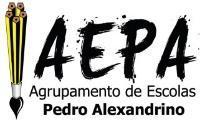 AEPA
Agrupamento de Escolas
Pedro Alexandrino